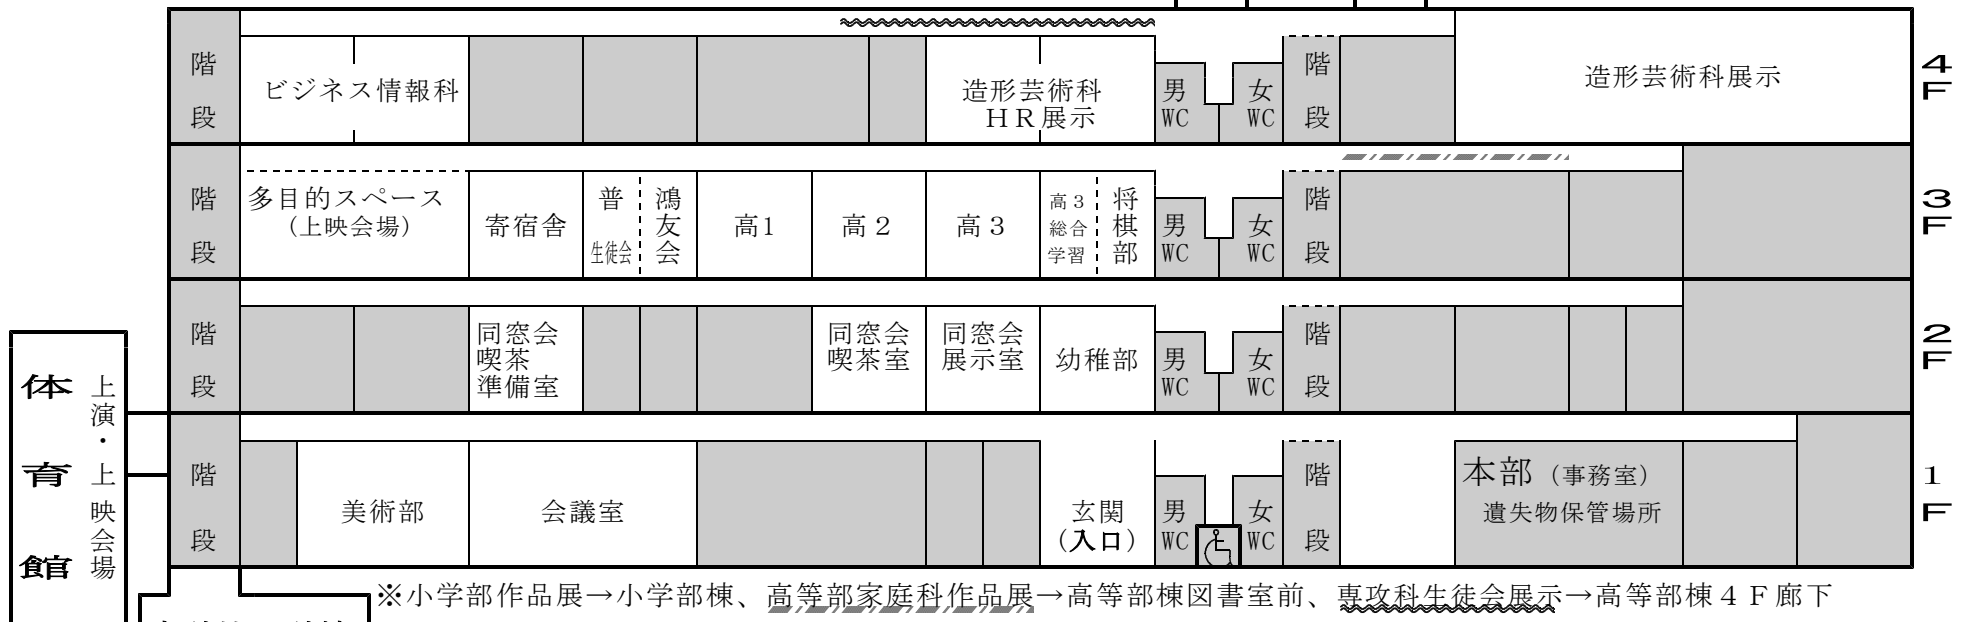 階段
ビジネス情報科
造形芸術科
ＨＲ展示
男
WC
女
WC
階段
造形芸術科展示
4F
階段
多目的スペース
（上映会場）
寄宿舎
普
生徒会
鴻友会
高1
高２
高３
高３
総合
学習
将棋部
男
WC
女
WC
階段
3F
階段
同窓会
喫茶
準備室
同窓会
喫茶室
同窓会
展示室
幼稚部
男
WC
女
WC
階段
2F
体育館
上演・上映会場
階段
美術部
会議室
玄関
（入口）
男
WC
女
WC
階段
本部（事務室）
遺失物保管場所
1F
※小学部作品展→小学部棟、高等部家庭科作品展→高等部棟図書室前、専攻科生徒会展示→高等部棟４Ｆ廊下